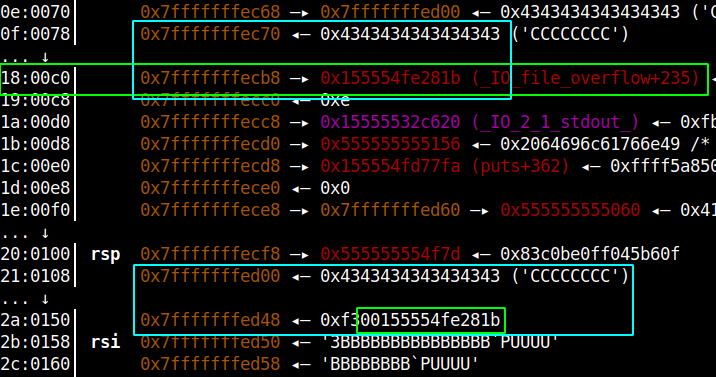 0e:0070│ 0x7fffffffec68 —▸ 0x7fffffffed00 ◂— 0x4343434343434343 ('C
0f:0078│ 0x7fffffffec70 ◂— 0x4343434343434343 ('CCCCCCCC')
... ↓
18:00c0│ 0x7fffffffecb8 —▸ 0x155554fe281b (_IO_file_overflow+235) ◂
19:00c8│ 0x7fffffffecc0 ◂— 0xe
1a:00d0│ 0x7fffffffecc8 —▸ 0x15555532c620 (_IO_2_1_stdout_) ◂— 0xfb
1b:00d8│ 0x7fffffffecd0 —▸ 0x555555555156 ◂— 0x2064696c61766e49 /*
1c:00e0│ 0x7fffffffecd8 —▸ 0x155554fd77fa (puts+362) ◂— 0xffff5a850
1d:00e8│ 0x7fffffffece0 ◂— 0x0
1e:00f0│ 0x7fffffffece8 —▸ 0x7fffffffed60 —▸ 0x555555555060 ◂— 0x41
... ↓
20:0100│ rsp 0x7fffffffecf8 —▸ 0x555555554f7d ◂— 0x83c0be0ff045b60f
21:0108│ 0x7fffffffed00 ◂— 0x4343434343434343 ('CCCCCCCC')
... ↓
2a:0150│ 0x7fffffffed48 ◂— 0xf300155554fe281b
2b:0158│ rsi 0x7fffffffed50 ◂— '3BBBBBBBBBBBBBBB`PUUUU'
2c:0160│ 0x7fffffffed58 ◂— 'BBBBBBBB`PUUUU'